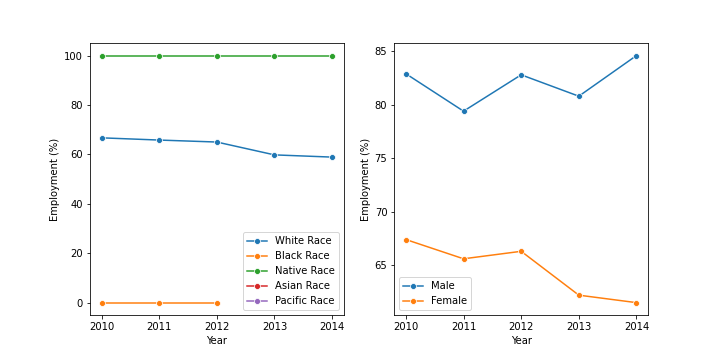 100
80
60
40
20
0
Employment (%)
White Race
Black Race
Native Race
Asian Race
Pacific Race
2010 2011 2012 2013 2014
Year
85
80
75
70
65
Employment (%)
Male
Female
2010 2011 2012 2013 2014
Year